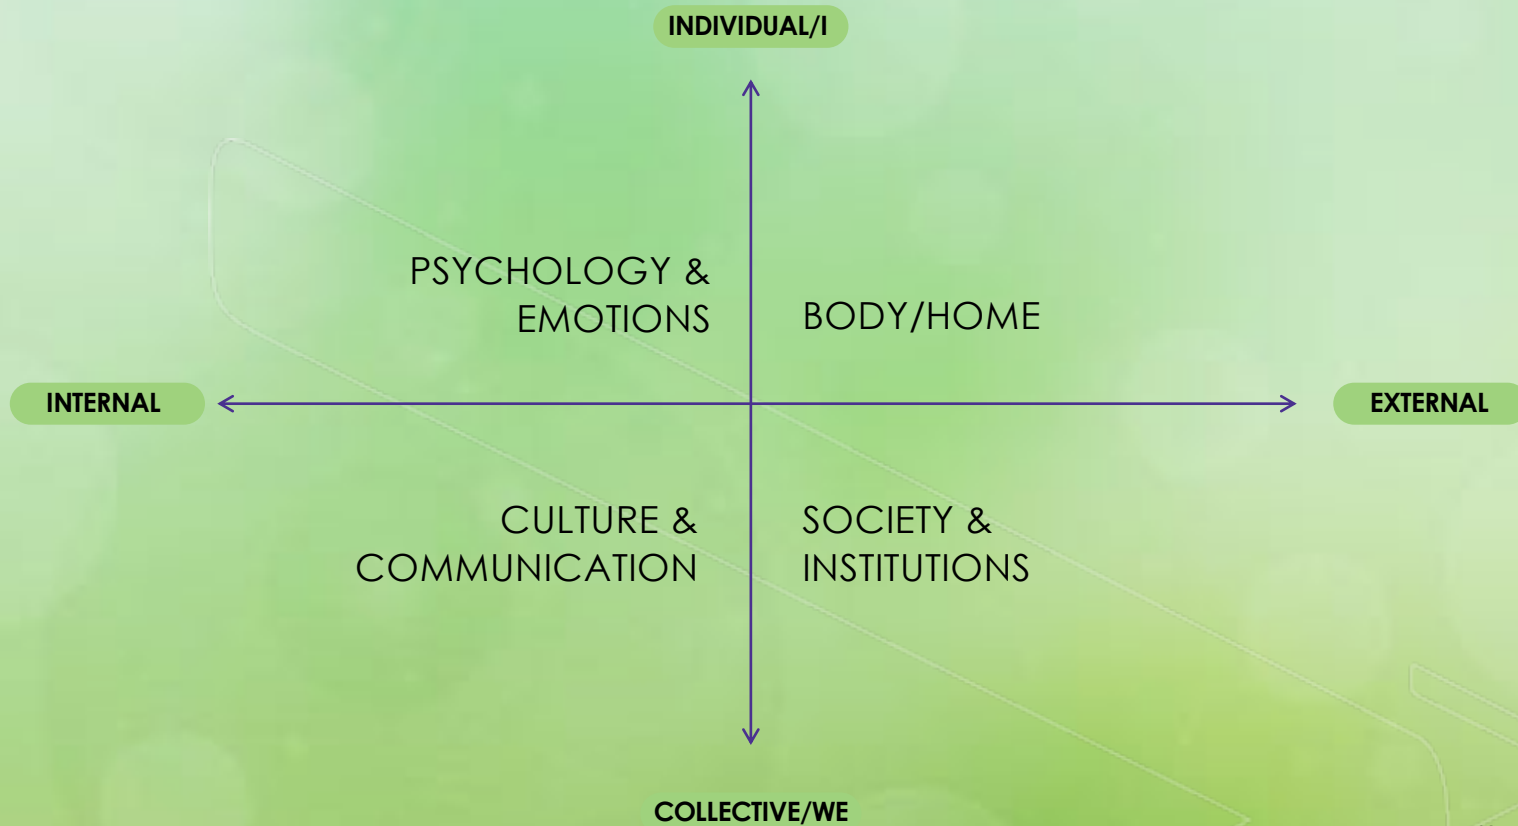 INDIVIDUAL/I
PSYCHOLOGY &
EMOTIONS
BODY/HOME
INTERNAL
EXTERNAL
CULTURE &
COMMUNICATION
SOCIETY &
INSTITUTIONS
COLLECTIVE/WE